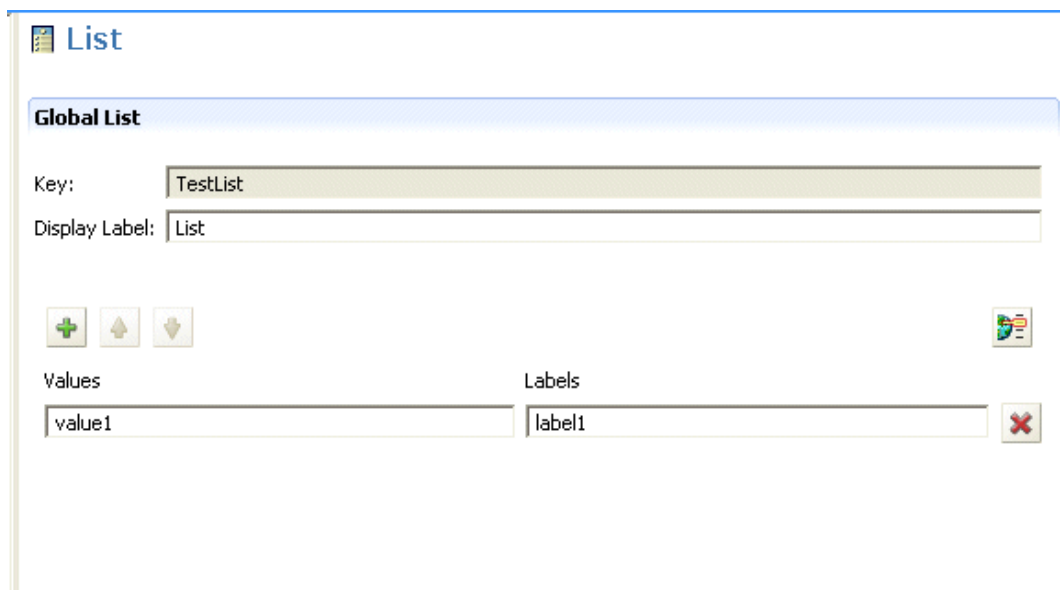 List
Global List
Key: TestList
Display Label: List
Values Labels
value1 label1